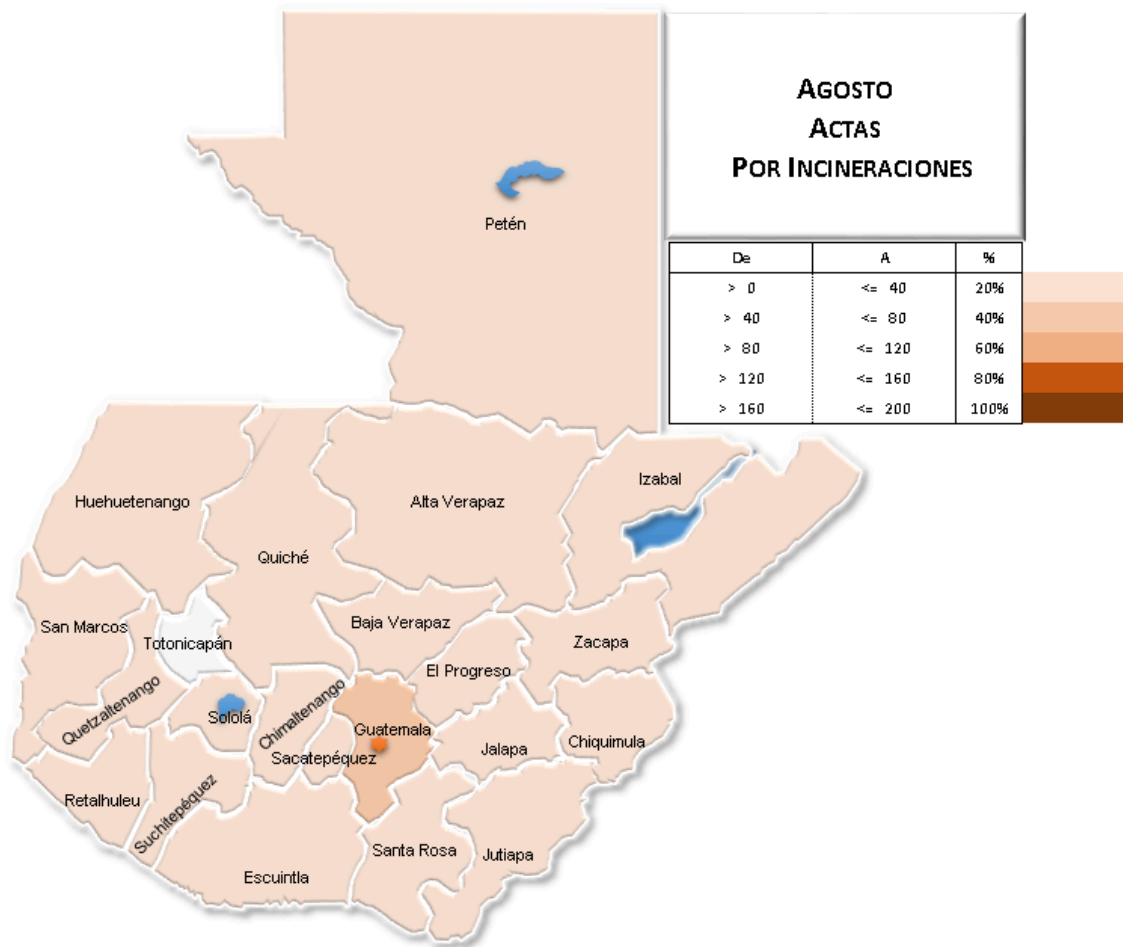 AGOSTO
ACTAS
POR INCINERACIONES
De A %
> 0 <= 40 20%
> 40 <= 80 40%
> 80 <= 120 60%
> 120 <= 160 80%
> 160 <= 200 100%
Petén
Izabal
Huehuetenango
Alta Verapaz
Quiché
San Marcos
Totonicapán
Baja Verapaz
Zacapa
El Progreso
Quetzaltenango
Sololá
Chimaltenango
Guatemala
Sacatepéquez
Jalapa
Chiquimula
Retalhuleu
Suchitepéquez
Santa Rosa
Jutiapa
Escuintla